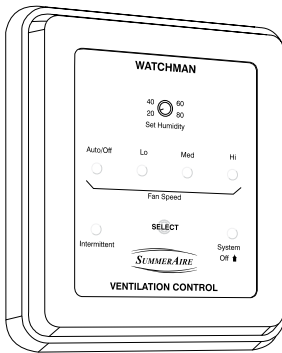 WATCHMAN
40 60
20 80
Set Humidity
Auto/Off Lo Med Hi
Fan Speed
SELECT
Intermittent System
Off
SUMMERAIRE
VENTILATION CONTROL